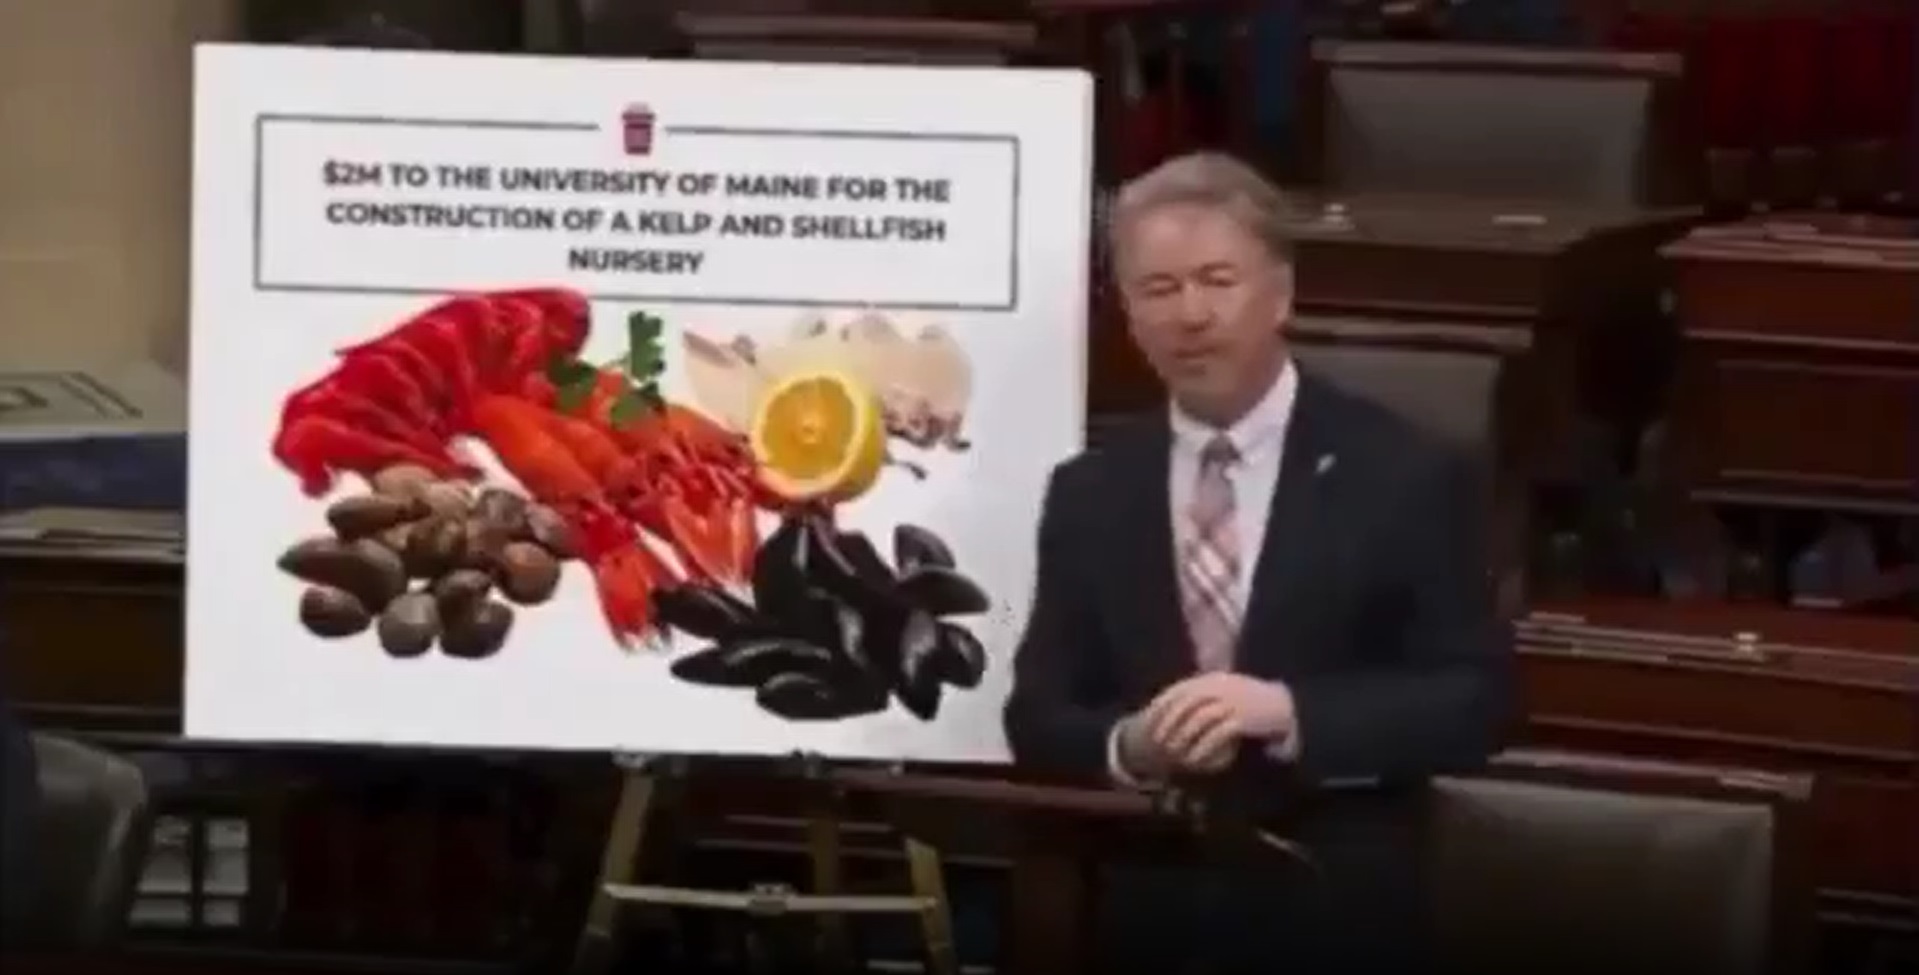 $2M TO THE UNIVERSITY OF MAINE FOR THE
CONSTRUCTION OF A KELP AND SHELLFISH
NURSERY